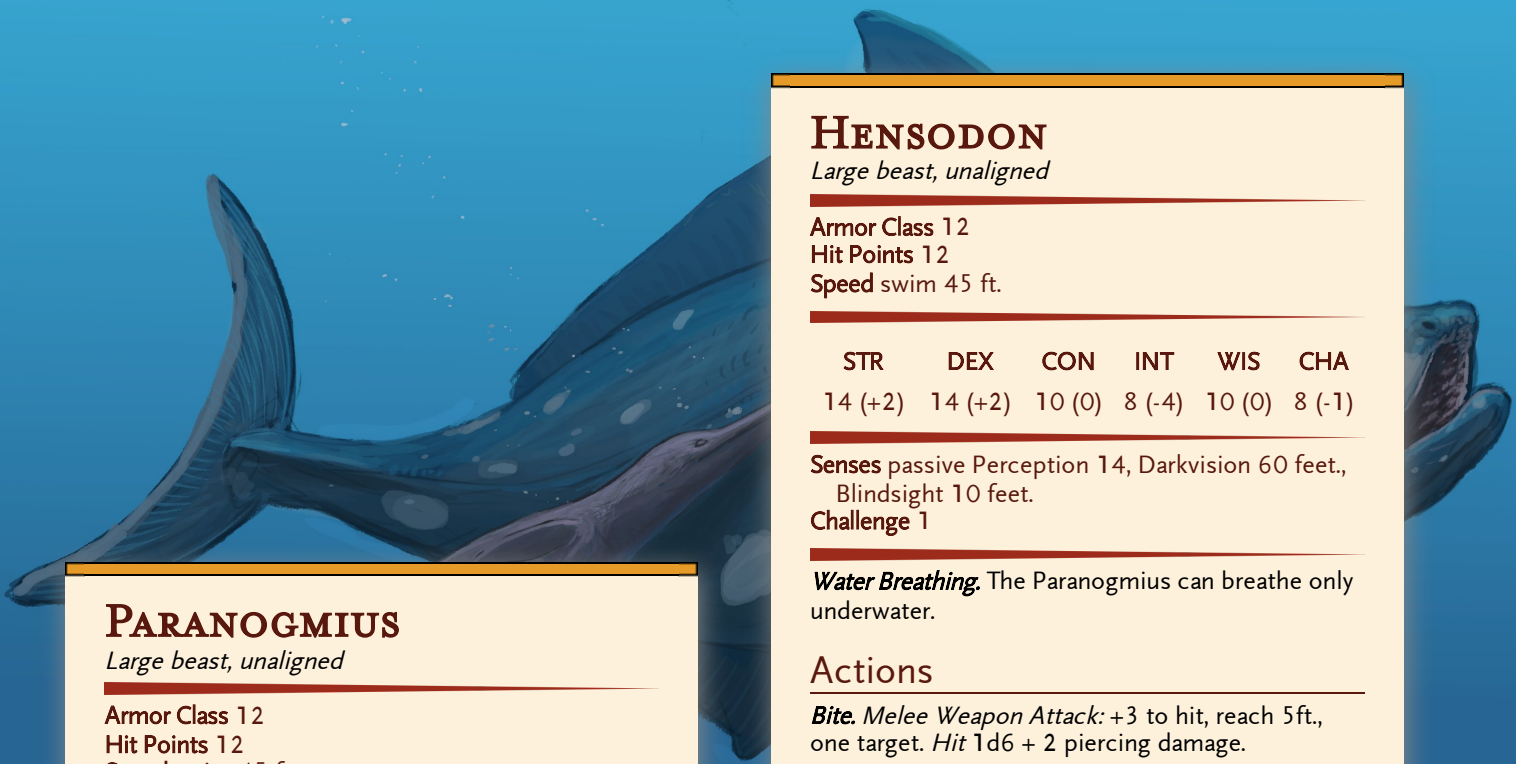 Hensodon
Large beast, unaligned
Armor Class 12
Hit Points 12
Speed swim 45 ft.
STR DEX CON INT WIS CHA
14 (+2) 14 (+2) 10 (0) 8 (-4) 10 (0) 8 (-1)
Senses passive Perception 14, Darkvision 60 feet.,
Blindsight 10 feet.
Challenge 1
Water Breathing. The Paranogmius can breathe only
underwater.
Actions
Bite. Melee Weapon Attack: +3 to hit, reach 5ft.,
one target. Hit 1d6 + 2 piercing damage.
Paranogmius
Large beast, unaligned
Armor Class 12
Hit Points 12